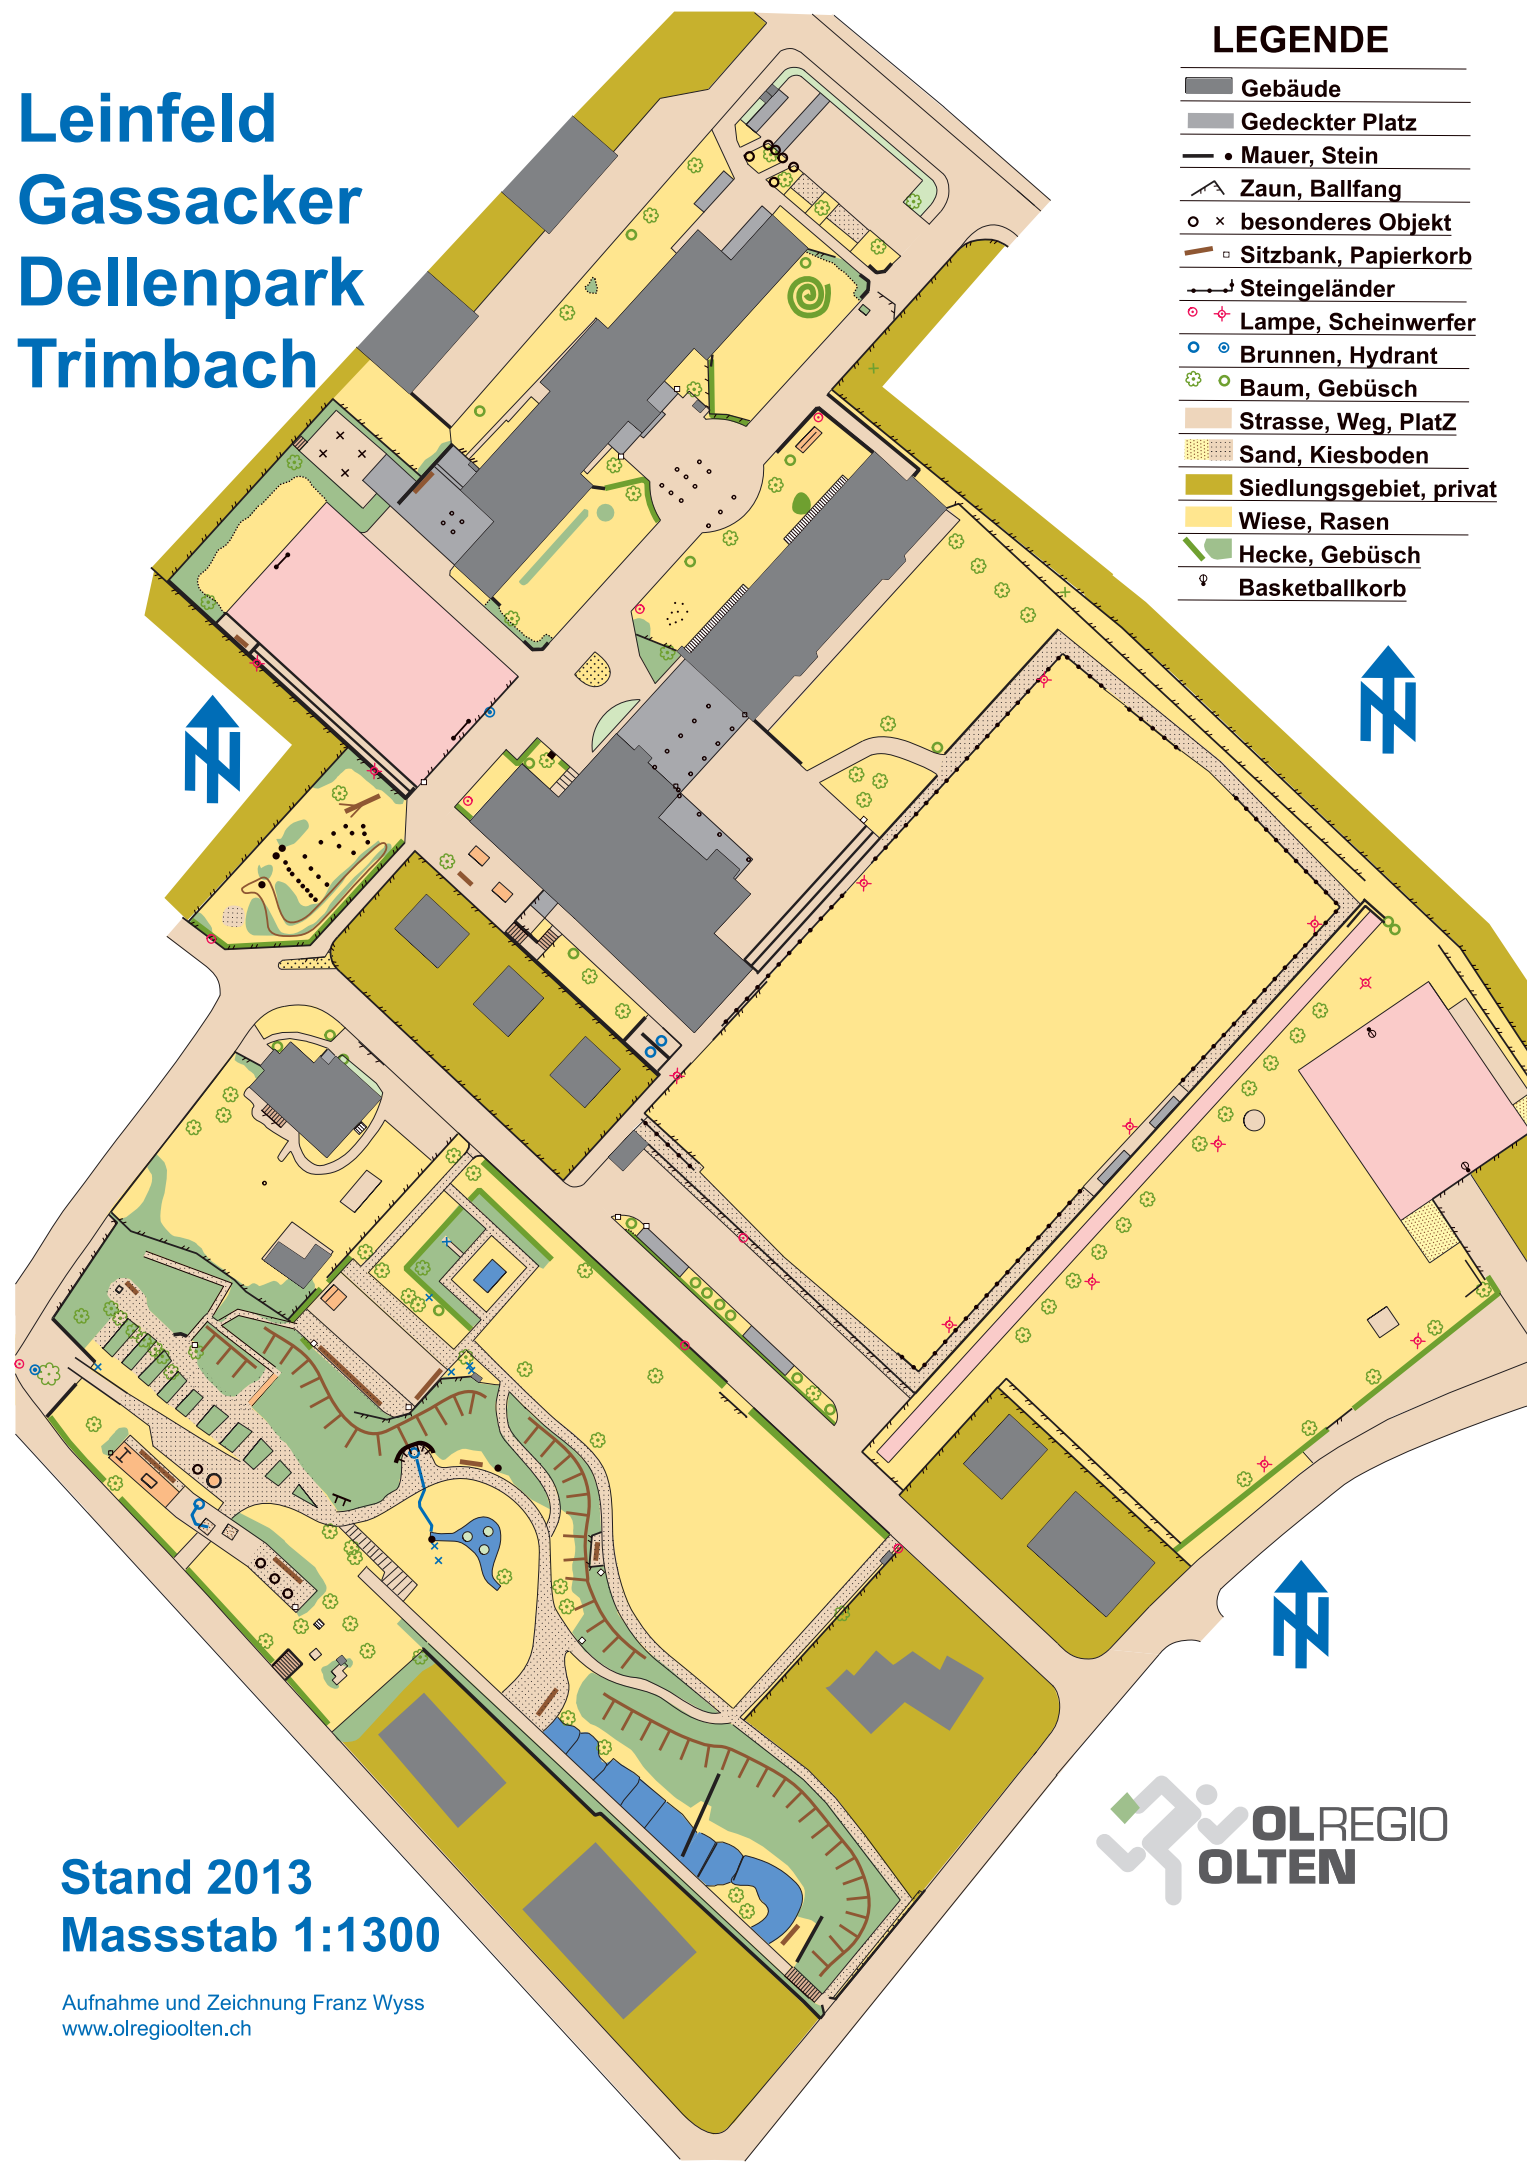 Leinfeld
Gassacker
Dellenpark
Trimbach
LEGENDE
Gebäude
Gedeckter Platz
Mauer, Stein
Zaun, Ballfang
besonderes Objekt
Sitzbank, Papierkorb
Steingeländer
Lampe, Scheinwerfer
Brunnen, Hydrant
Baum, Gebüsch
Strasse, Weg, PlatZ
Sand, Kiesboden
Siedlungsgebiet, privat
Wiese, Rasen
Hecke, Gebüsch
Basketballkorb
N
N
N
OLREGIO
OLTEN
Stand 2013
Massstab 1:1300
Aufnahme und Zeichnung Franz Wyss
www.olregioolten.ch